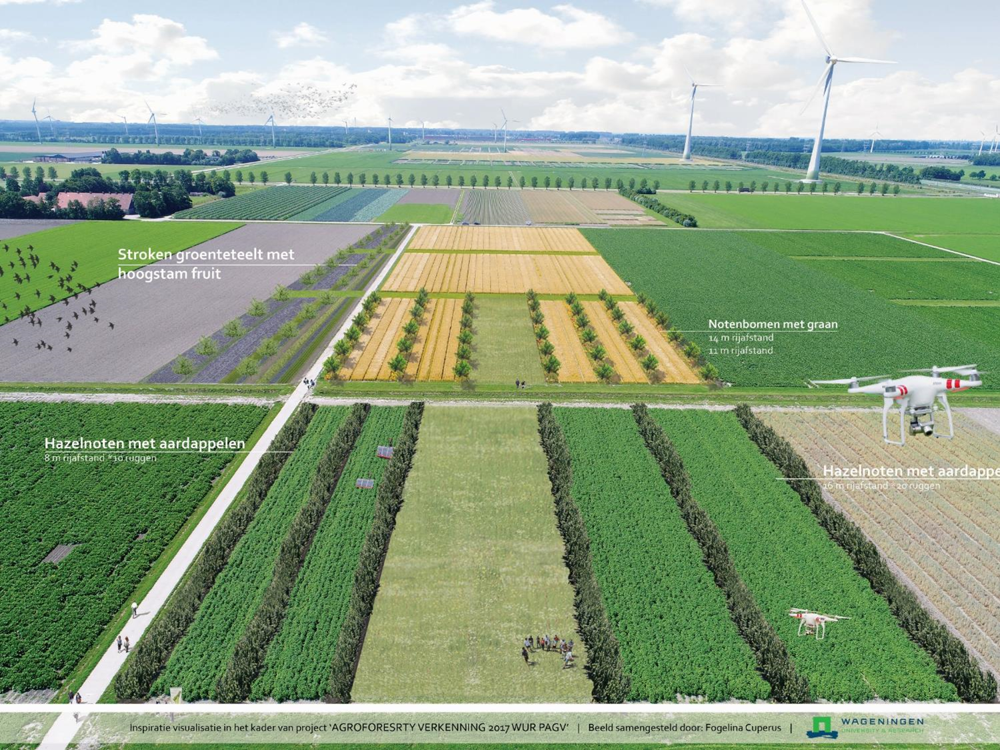 Stroken groenteteelt met
hoogstam fruit
Notenbomen met graan
14 m rijafstand
11 m rijafstand
Hazelnoten met aardappelen
8 m rijafstand *10 ruggen
Hazelnoten met aardappe
16 m rijafstand *20 ruggen
Inspiratie visualisatie in het kader van project ‘AGROFORESRTY VERKENNING 2017 WUR PAGV’ | Beeld samengesteld door: Fogelina Cuperus |
WAGENINGEN
UNIVERSITY & RESEARCH